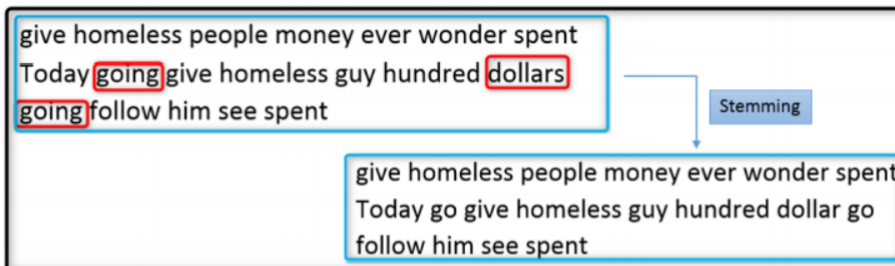 give homeless people money ever wonder spent
Today going give homeless guy hundred dollars
going follow him see spent
Stemming
give homeless people money ever wonder spent
Today go give homeless guy hundred dollar go
follow him see spent